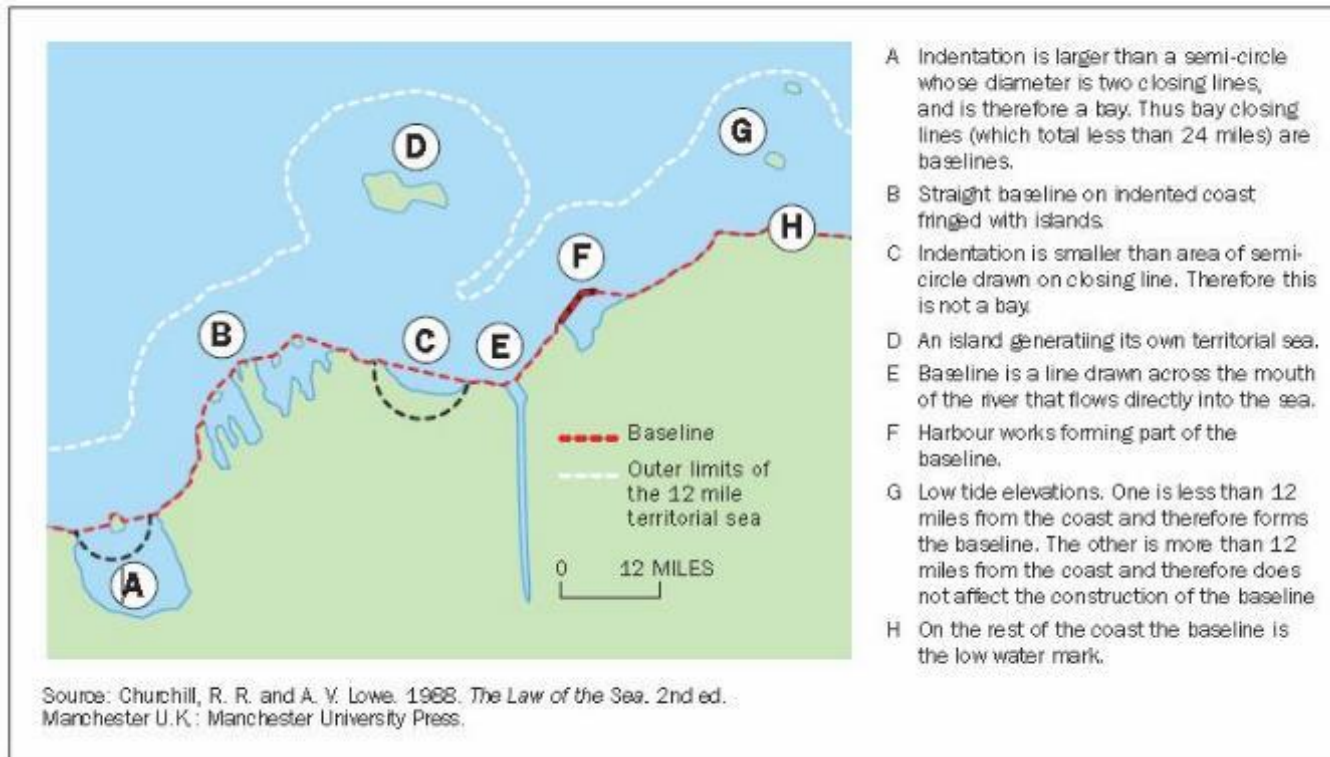 D
G
H
F
B
C
E
A
Baseline
Outer limits of
the 12 mile
territorial sea
0 12 MILES
A Indentation is larger than a semi-circle
whose diameter is two closing lines,
and is therefore a bay. Thus bay closing
lines (which total less than 24 miles) are
baselines.
B Straight baseline on indented coast
fringed with islands.
C Indentation is smaller than area of semi-
circle drawn on closing line. Therefore this
is not a bay.
D An island generatiing its own territorial sea.
E Baseline is a line drawn across the mouth
of the river that flows directly into the sea.
F Harbour works forming part of the
baseline.
G Low tide elevations. One is less than 12
miles from the coast and therefore forms
the baseline. The other is more than 12
miles from the coast and therefore does
not affect the construction of the baseline
H On the rest of the coast the baseline is
the low water mark.
Source: Churchill, R. R. and A. V. Lowe. 1988. The Law of the Sea. 2nd ed.
Manchester U.K.: Manchester University Press.